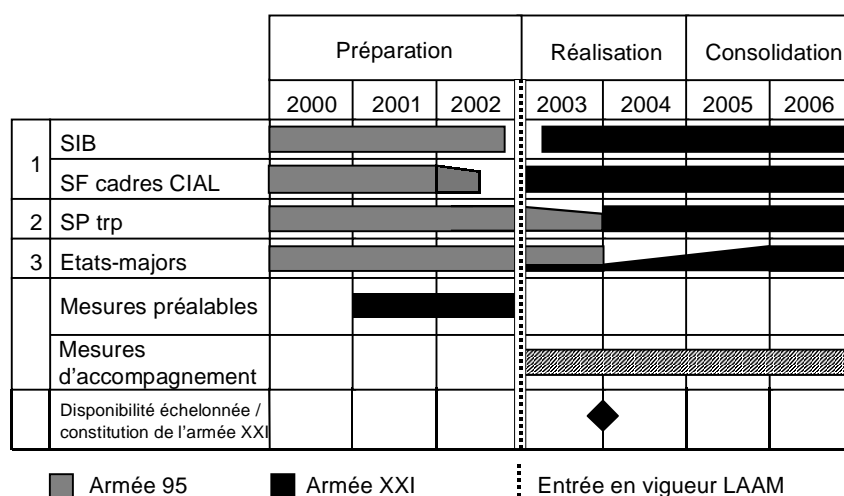 Préparation Réalisation Consolidation
2000 2001 2002 2003 2004 2005 2006
1 SIB
SF cadres CIAL
2 SP trp
3 Etats-majors
Mesures préalables
Mesures
d'accompagnement
Disponibilité échelonnée /
constitution de l'armée XXI
Armée 95 Armée XXI Entrée en vigueur LAAM